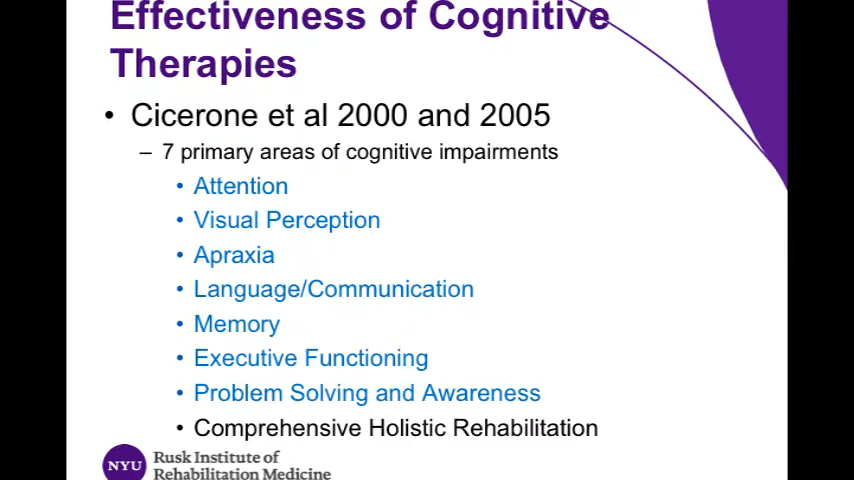 Effectiveness of Cognitive
Therapies
• Cicerone et al 2000 and 2005
– 7 primary areas of cognitive impairments
• Attention
• Visual Perception
• Apraxia
• Language/Communication
• Memory
• Executive Functioning
• Problem Solving and Awareness
• Comprehensive Holistic Rehabilitation
NYU
Rusk Institute of
Rehabilitation Medicine